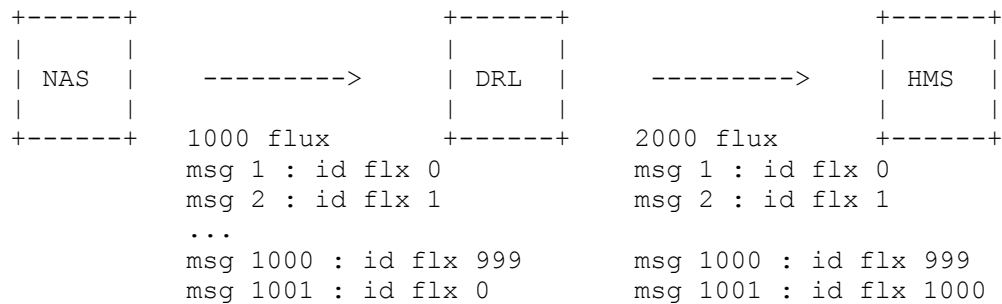 NAS ---------> DRL ---------> HMS
1000 flux 2000 flux
msg 1 : id flx 0 msg 1 : id flx 0
msg 2 : id flx 1 msg 2 : id flx 1
...
msg 1000 : id flx 999 msg 1000 : id flx 999
msg 1001 : id flx 0 msg 1001 : id flx 1000